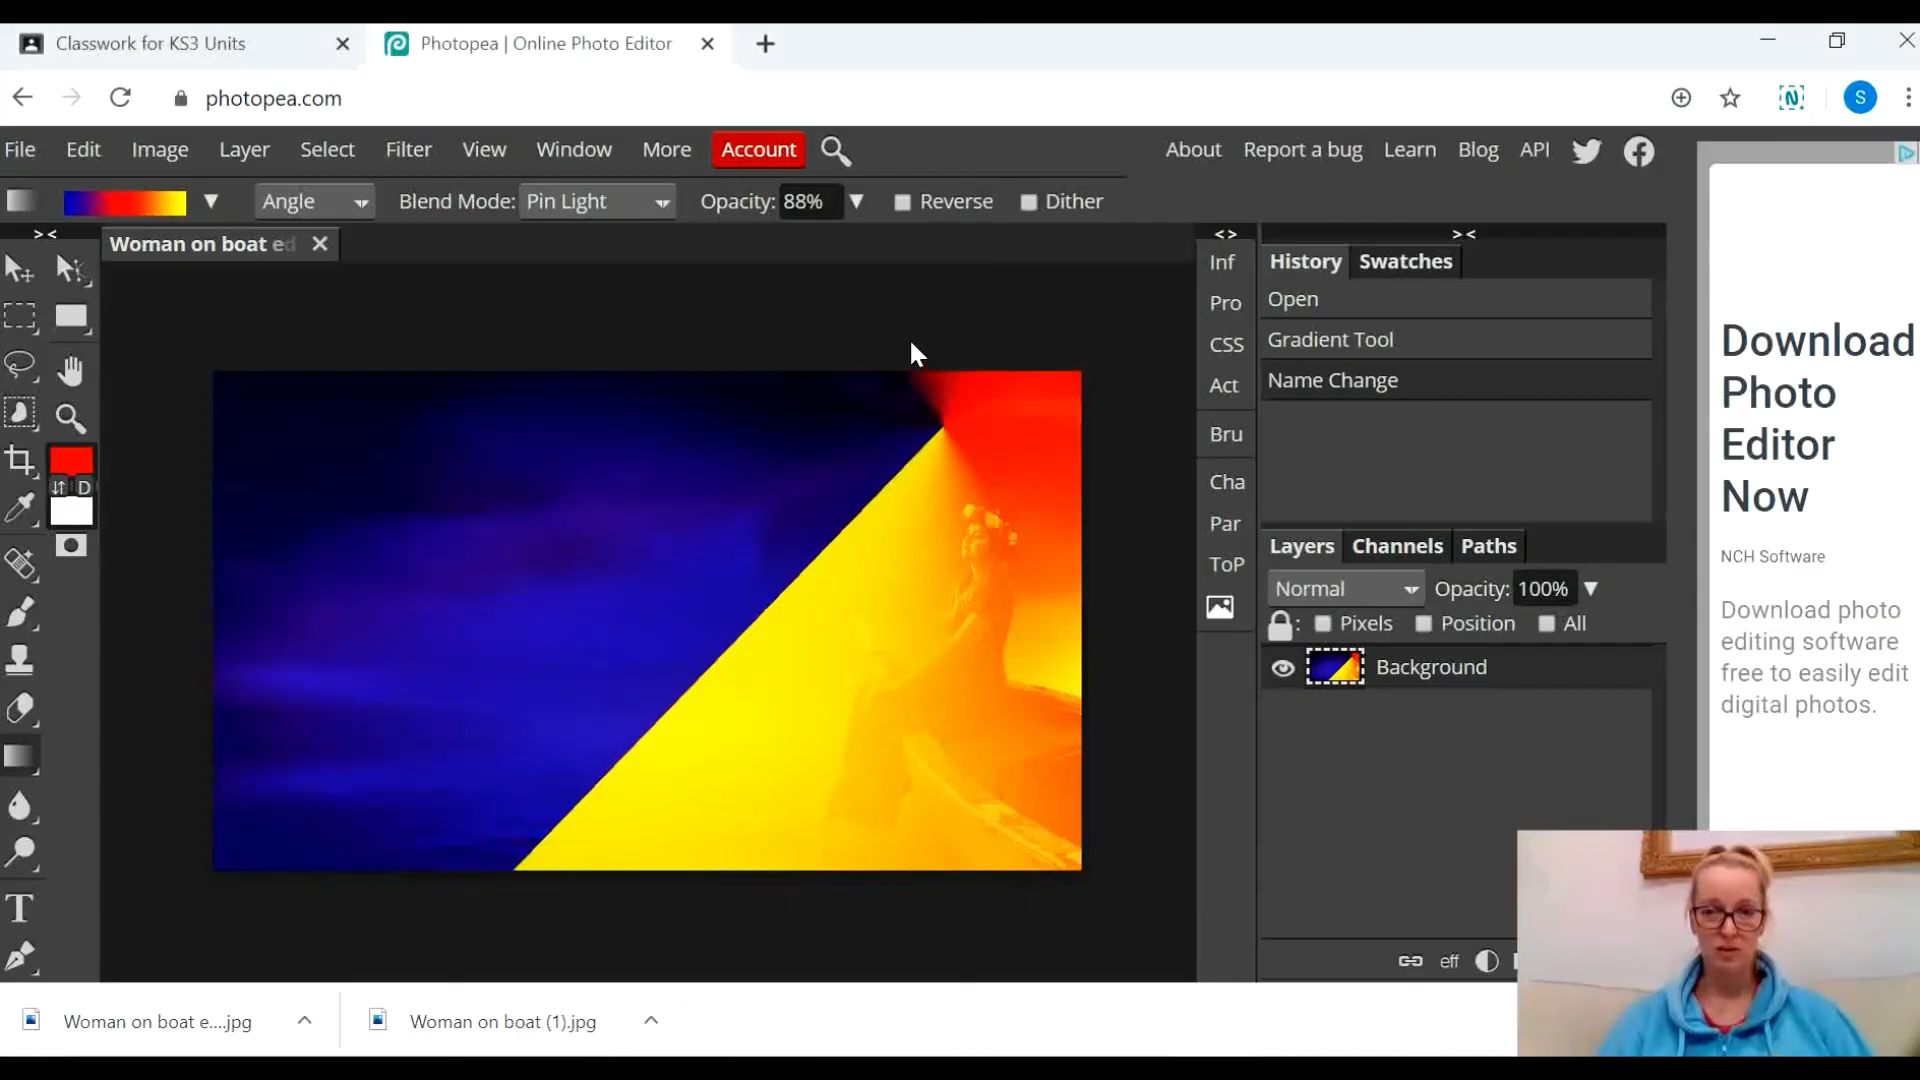 Classwork for KS3 Units
Photopea | Online Photo Editor
photopea.com
S
File Edit Image Layer Select Filter View Window More Account About Report a bug Learn Blog API
Angle Blend Mode: Pin Light Opacity: 88% Reverse Dither
> <
< >
> <
Woman on boat ed
History Swatches
Open
Gradient Tool
Name Change
Inf
Pro
CSS
Act
Bru
Cha
Par
ToP
D
T
Layers Channels Paths
Normal Opacity: 100%
: Pixels Position All
Background
eff
Download
Photo
Editor
Now
NCH Software
Download photo
editing software
free to easily edit
digital photos.
Woman on boat e....jpg
Woman on boat (1).jpg